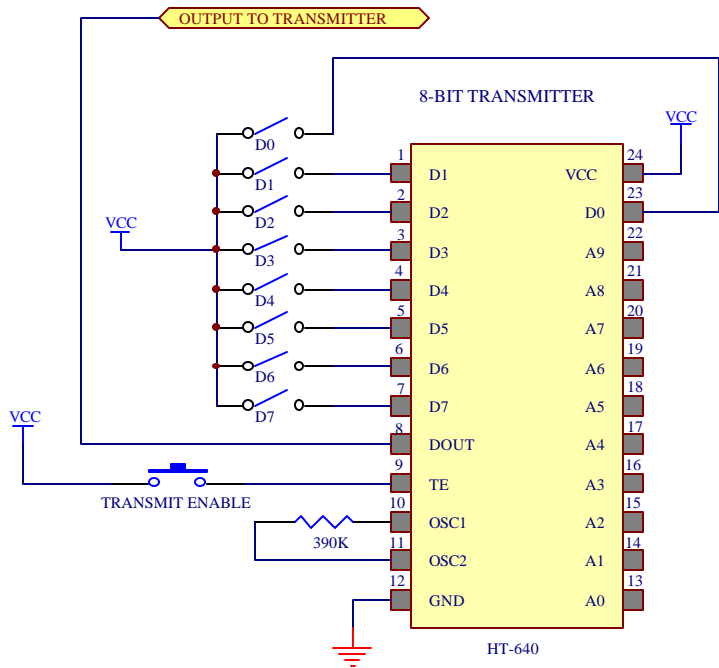 OUTPUT TO TRANSMITTER
8-BIT TRANSMITTER
VCC
D0
D1
D2
D3
D4
D5
D6
D7
VCC
VCC
TRANSMIT ENABLE
390K
1 D1
2 D2
3 D3
4 D4
5 D5
6 D6
7 D7
8 DOUT
9 TE
10 OSC1
11 OSC2
12 GND
VCC 24
D0 23
A9 22
A8 21
A7 20
A6 19
A5 18
A4 17
A3 16
A2 15
A1 14
A0 13
HT-640